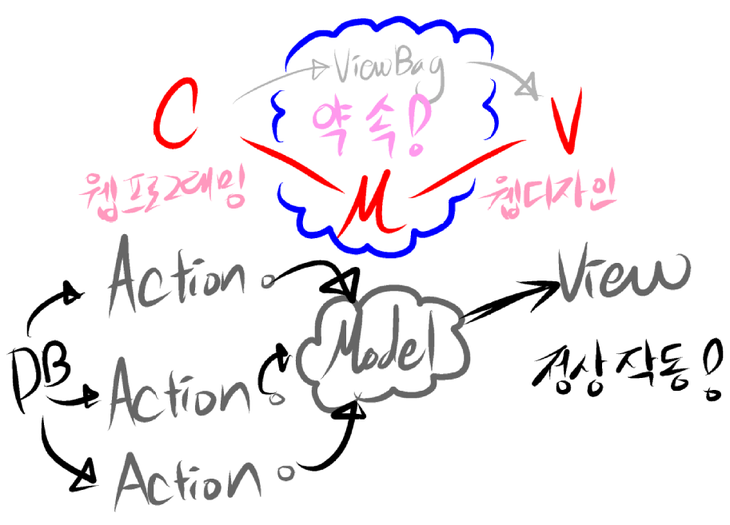 ViewBag
C 약속! V
웹프로그래밍 M 웹디자인
Action
View
DB Action Model
정상작동!
Action